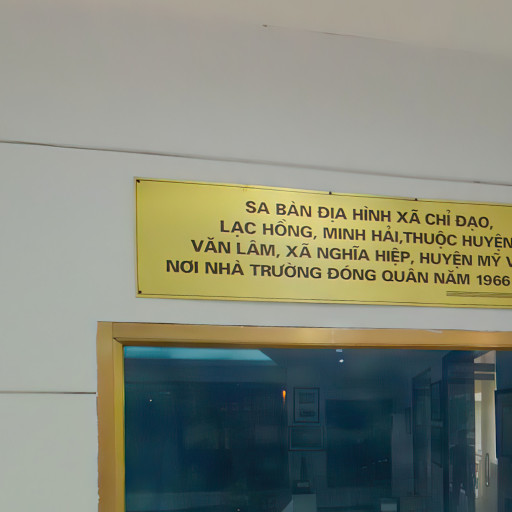 SA BÀN ĐỊA HÌNH XÃ CHỈ ĐẠO,
LẠC HỒNG, MINH HẢI,THUỘC HUYỆN
VĂN LÂM, XÃ NGHĨA HIỆP, HUYỆN MỸ
NƠI NHÀ TRƯỜNG ĐÓNG QUÂN NĂM 1966